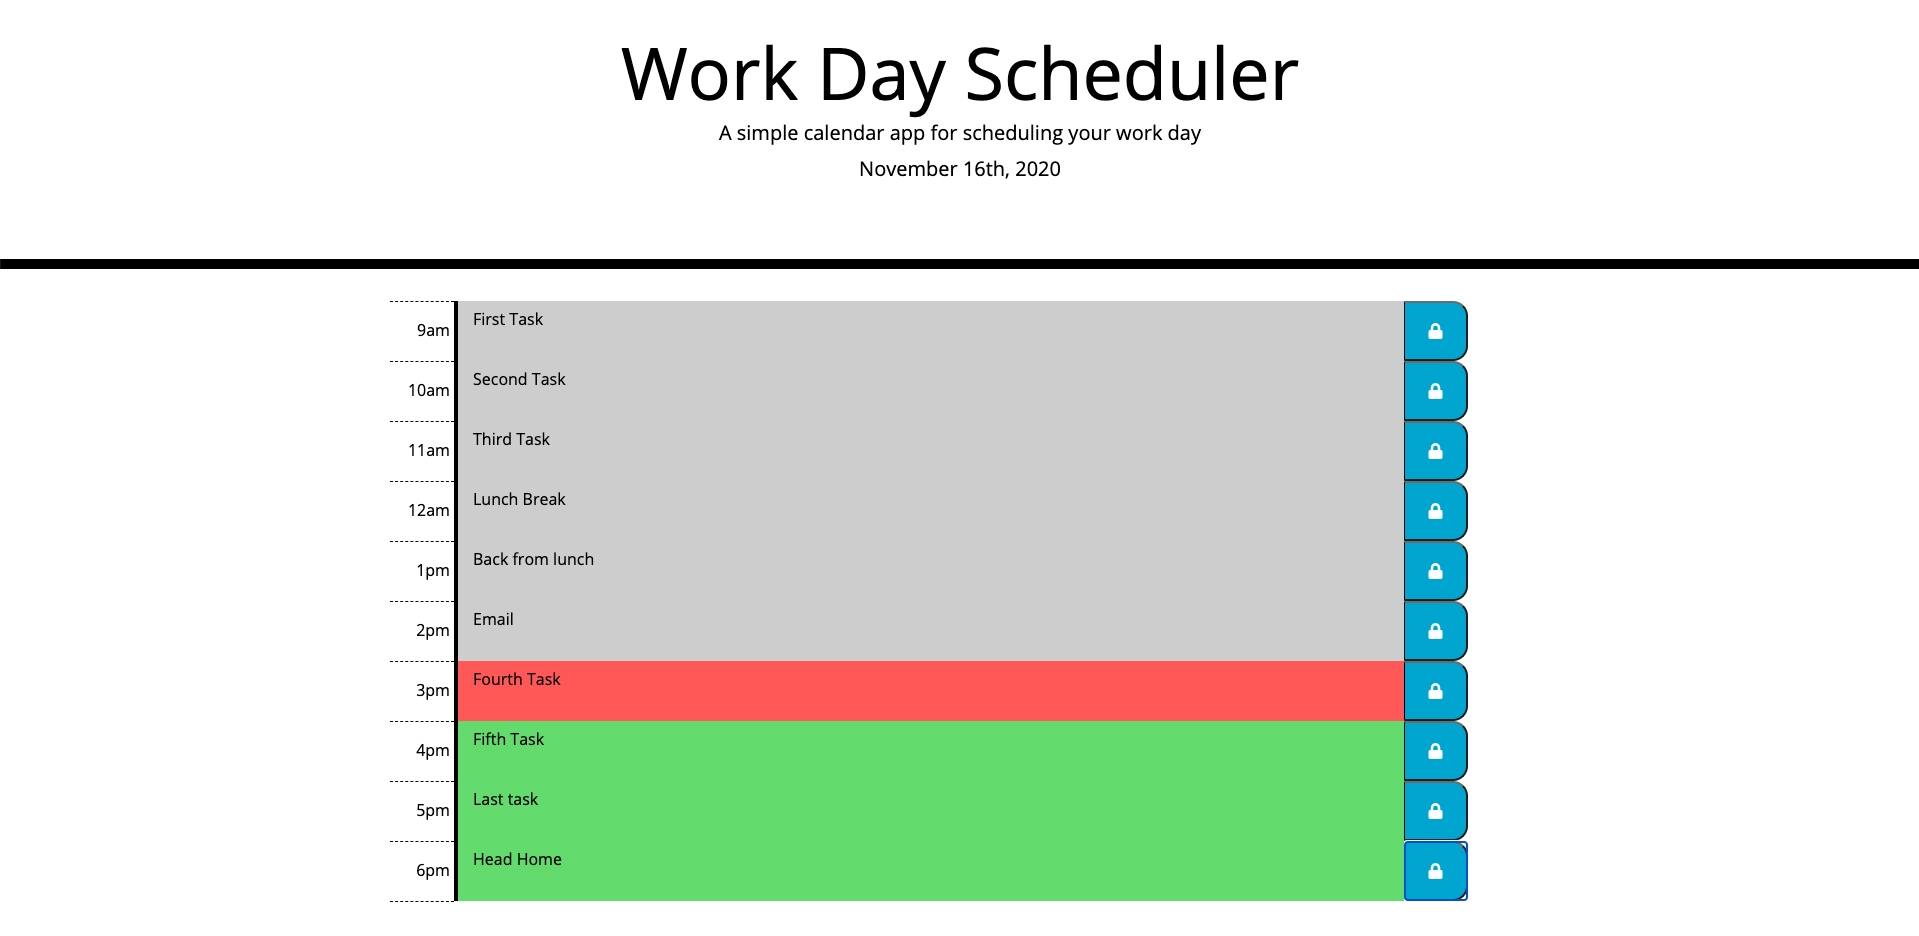 Work Day Scheduler
A simple calendar app for scheduling your work day
November 16th, 2020
9am First Task
10am Second Task
11am Third Task
12am Lunch Break
1pm Back from lunch
2pm Email
3pm Fourth Task
4pm Fifth Task
5pm Last task
6pm Head Home